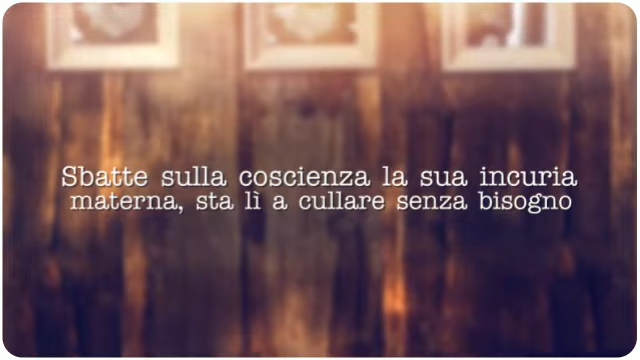 Sbatte sulla coscienza la sua incuria
materna, sta lì a cullare senza bisogno